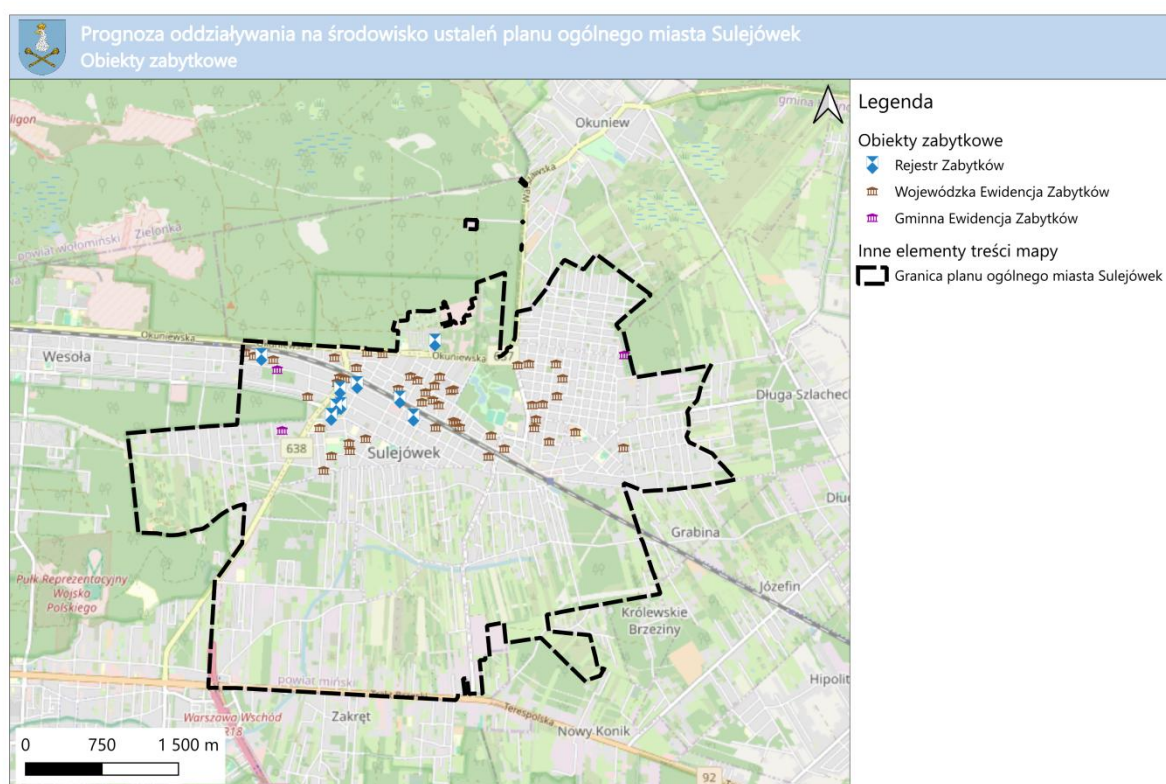 Prognoza oddziaływania na środowisko ustaleń planu ogólnego miasta Sulejówek
Obiekty zabytkowe
Legenda
Obiekty zabytkowe
Rejestr Zabytków
Wojewódzka Ewidencja Zabytków
Gminna Ewidencja Zabytków
Inne elementy treści mapy
Granica planu ogólnego miasta Sulejówek
Okuniew
powiat wołomiński
Zielonka
Okuniewska
Wesoła
Okuniewska
Długa Szlachec
638
Sulejówek
Grabina
Pułk Reprezentacyjny
Wojska
Polskiego
Józefin
Królewskie
Brzeziny
powiat miński
Hipolit
Warszawa Wschód
Zakręt
Terespolska
Nowy Konik
92
0 750 1 500 m